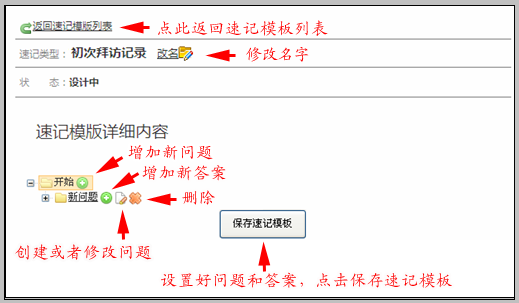 返回速记模版列表 点此返回速记模板列表
速记类型：初次拜访记录 改名 修改名字
状 态：设计中
速记模版详细内容
增加新问题
开始 增加新答案
新问题 删除
保存速记模板
创建或者修改问题
设置好问题和答案，点击保存速记模板